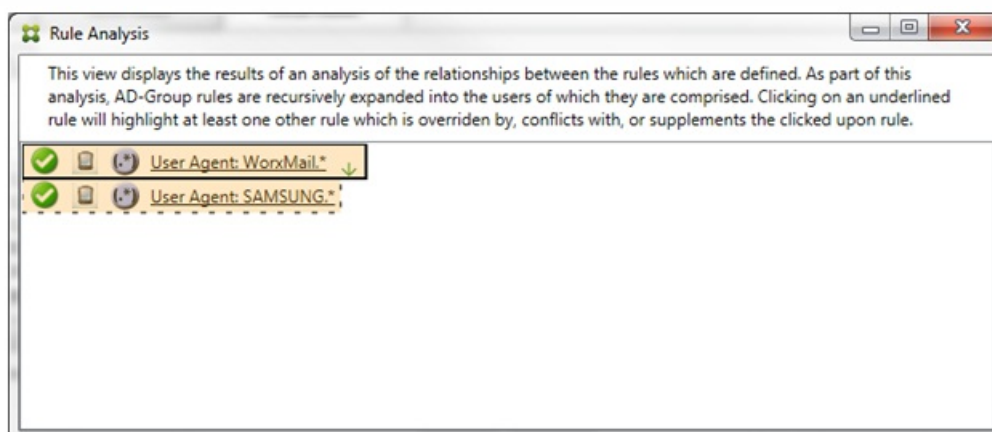 Rule Analysis
This view displays the results of an analysis of the relationships between the rules which are defined. As part of this
analysis, AD-Group rules are recursively expanded into the users of which they are comprised. Clicking on an underlined
rule will highlight at least one other rule which is overriden by, conflicts with, or supplements the clicked upon rule.
(.*) User Agent: WorxMail.*
(.*) User Agent: SAMSUNG.*